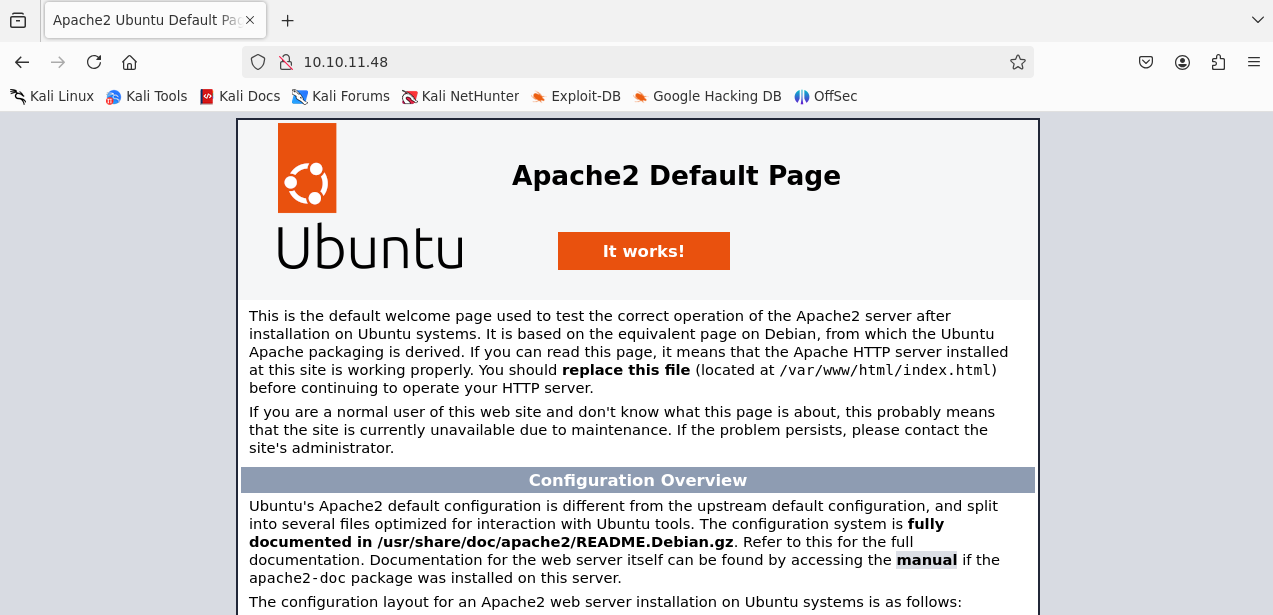 Apache2 Ubuntu Default Pag
10.10.11.48
Kali Linux Kali Tools Kali Docs Kali Forums Kali NetHunter Exploit-DB Google Hacking DB OffSec
Apache2 Default Page
Ubuntu
It works!
This is the default welcome page used to test the correct operation of the Apache2 server after
installation on Ubuntu systems. It is based on the equivalent page on Debian, from which the Ubuntu
Apache packaging is derived. If you can read this page, it means that the Apache HTTP server installed
at this site is working properly. You should replace this file (located at /var/www/html/index.html)
before continuing to operate your HTTP server.
If you are a normal user of this web site and don't know what this page is about, this probably means
that the site is currently unavailable due to maintenance. If the problem persists, please contact the
site's administrator.
Configuration Overview
Ubuntu's Apache2 default configuration is different from the upstream default configuration, and split
into several files optimized for interaction with Ubuntu tools. The configuration system is fully
documented in /usr/share/doc/apache2/README.Debian.gz. Refer to this for the full
documentation. Documentation for the web server itself can be found by accessing the manual if the
apache2-doc package was installed on this server.
The configuration layout for an Apache2 web server installation on Ubuntu systems is as follows: